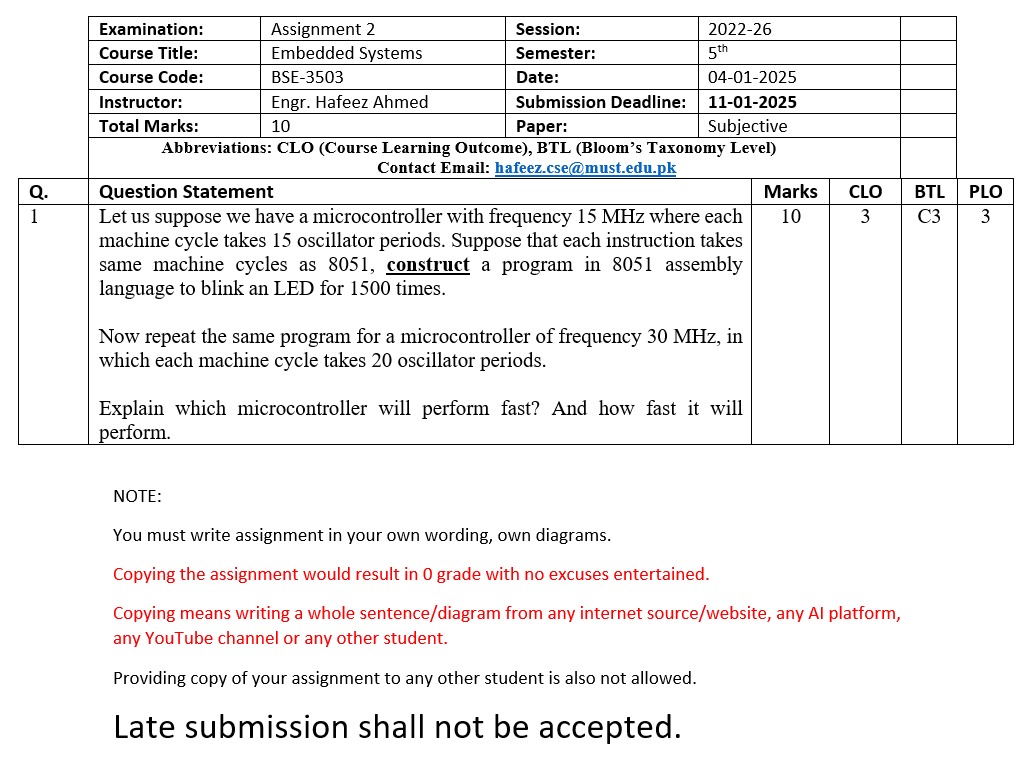 Examination: Assignment 2 Session: 2022-26
Course Title: Embedded Systems Semester: 5th
Course Code: BSE-3503 Date: 04-01-2025
Instructor: Engr. Hafeez Ahmed Submission Deadline: 11-01-2025
Total Marks: 10 Paper: Subjective
Abbreviations: CLO (Course Learning Outcome), BTL (Bloom's Taxonomy Level)
Contact Email: hafeez.cse@must.edu.pk
Q. Question Statement Marks CLO BTL PLO
1 Let us suppose we have a microcontroller with frequency 15 MHz where each 10 3 C3 3
machine cycle takes 15 oscillator periods. Suppose that each instruction takes
same machine cycles as 8051, construct a program in 8051 assembly
language to blink an LED for 1500 times.
Now repeat the same program for a microcontroller of frequency 30 MHz, in
which each machine cycle takes 20 oscillator periods.
Explain which microcontroller will perform fast? And how fast it will
perform.
NOTE:
You must write assignment in your own wording, own diagrams.
Copying the assignment would result in 0 grade with no excuses entertained.
Copying means writing a whole sentence/diagram from any internet source/website, any AI platform,
any YouTube channel or any other student.
Providing copy of your assignment to any other student is also not allowed.
Late submission shall not be accepted.